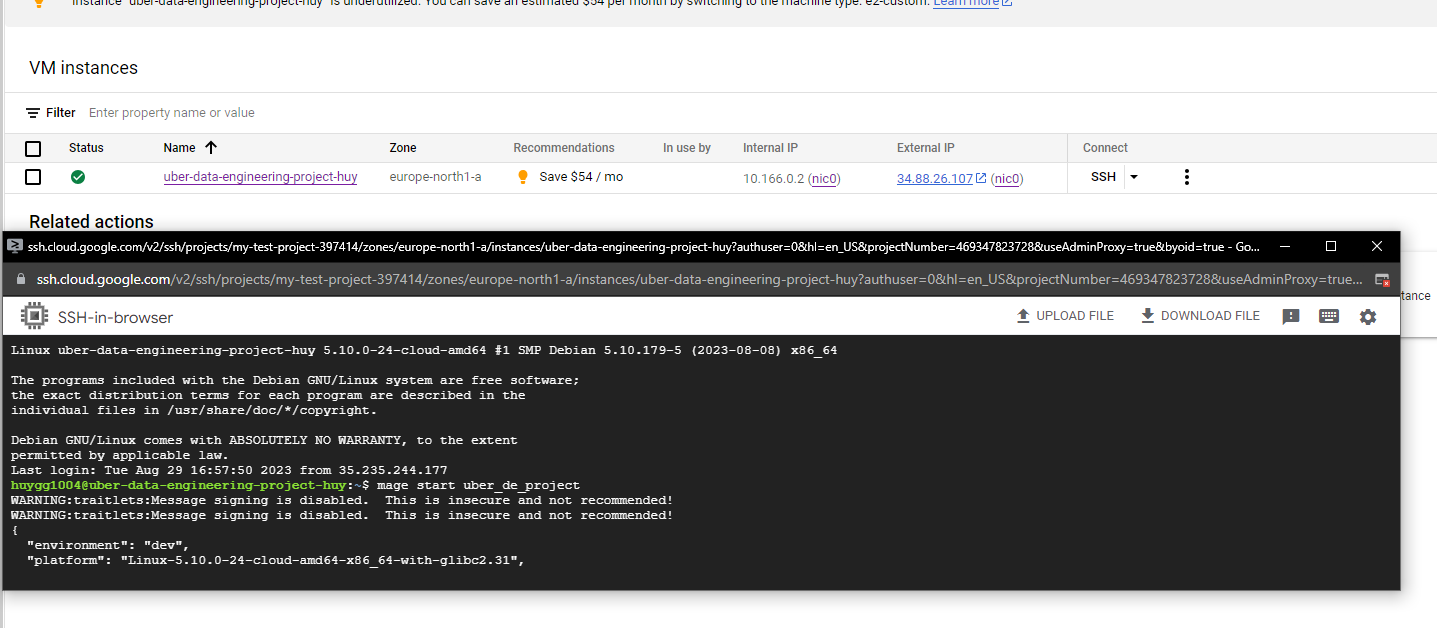 Instance "uber-data-engineering-project-huy" is underutilized. You can save an estimated $54 per month by switching to the machine type: e2-custom. Learn more
VM instances
Filter Enter property name or value
Status Name Zone Recommendations In use by Internal IP External IP Connect
uber-data-engineering-project-huy europe-north1-a Save $54 / mo 10.166.0.2 (nic0) 34.88.26.107 (nic0) SSH
Related actions
ssh.cloud.google.com/v2/ssh/projects/my-test-project-397414/zones/europe-north1-a/instances/uber-data-engineering-project-huy?authuser=0&hl=en_US&projectNumber=469347823728&useAdminProxy=true&byoid=true - Go...
ssh.cloud.google.com/v2/ssh/projects/my-test-project-397414/zones/europe-north1-a/instances/uber-data-engineering-project-huy?authuser=0&hl=en_US&projectNumber=469347823728&useAdminProxy=true...
tance
SSH-in-browser UPLOAD FILE DOWNLOAD FILE
Linux uber-data-engineering-project-huy 5.10.0-24-cloud-amd64 #1 SMP Debian 5.10.179-5 (2023-08-08) x86_64
The programs included with the Debian GNU/Linux system are free software;
the exact distribution terms for each program are described in the
individual files in /usr/share/doc/*/copyright.
Debian GNU/Linux comes with ABSOLUTELY NO WARRANTY, to the extent
permitted by applicable law.
Last login: Tue Aug 29 16:57:50 2023 from 35.235.244.177
huygg1004@uber-data-engineering-project-huy:~$ mage start uber_de_project
WARNING:traitlets:Message signing is disabled.  This is insecure and not recommended!
WARNING:traitlets:Message signing is disabled.  This is insecure and not recommended!
{
  "environment": "dev",
  "platform": "Linux-5.10.0-24-cloud-amd64-x86_64-with-glibc2.31",